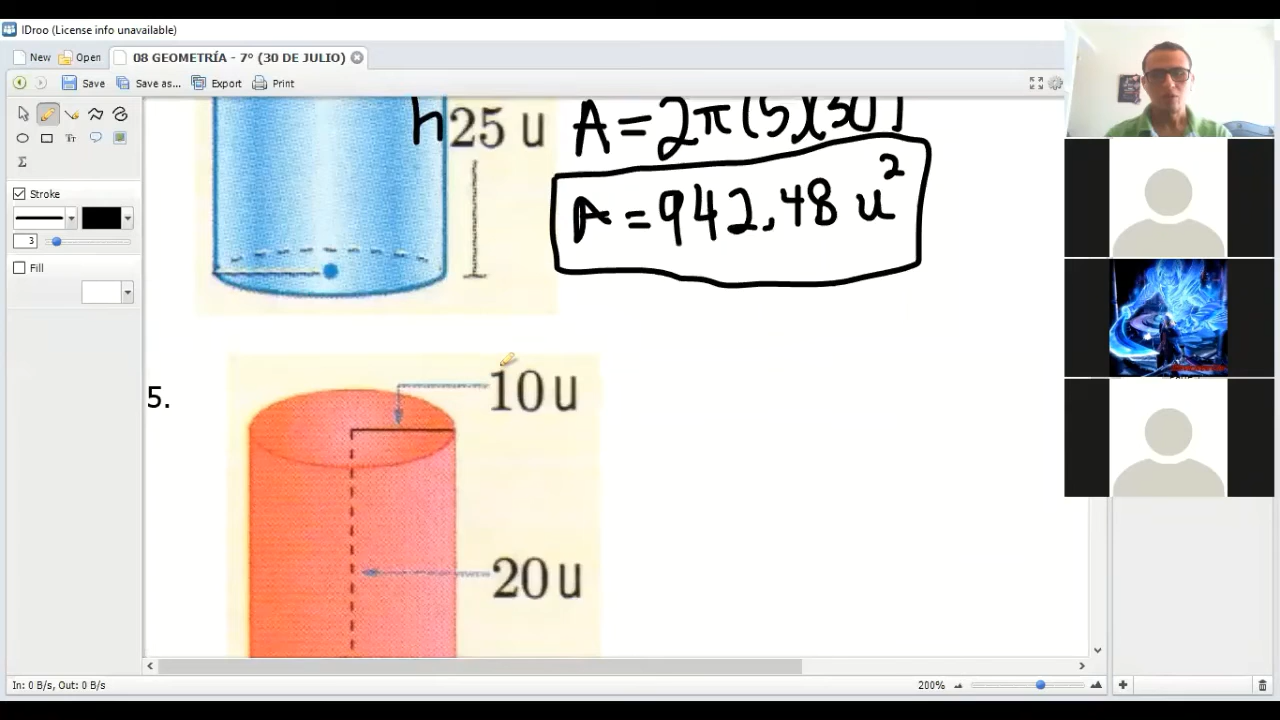 IDroo (License info unavailable)
New Open 08 GEOMETRÍA - 7° (30 DE JULIO)
Save Save as... Export Print
Tr
Σ
Stroke
3
Fill
h 25 u
A = 2π(5)(30)
A = 942,48 u²
5.
10 u
20 u
In: 0 B/s, Out: 0 B/s
200%